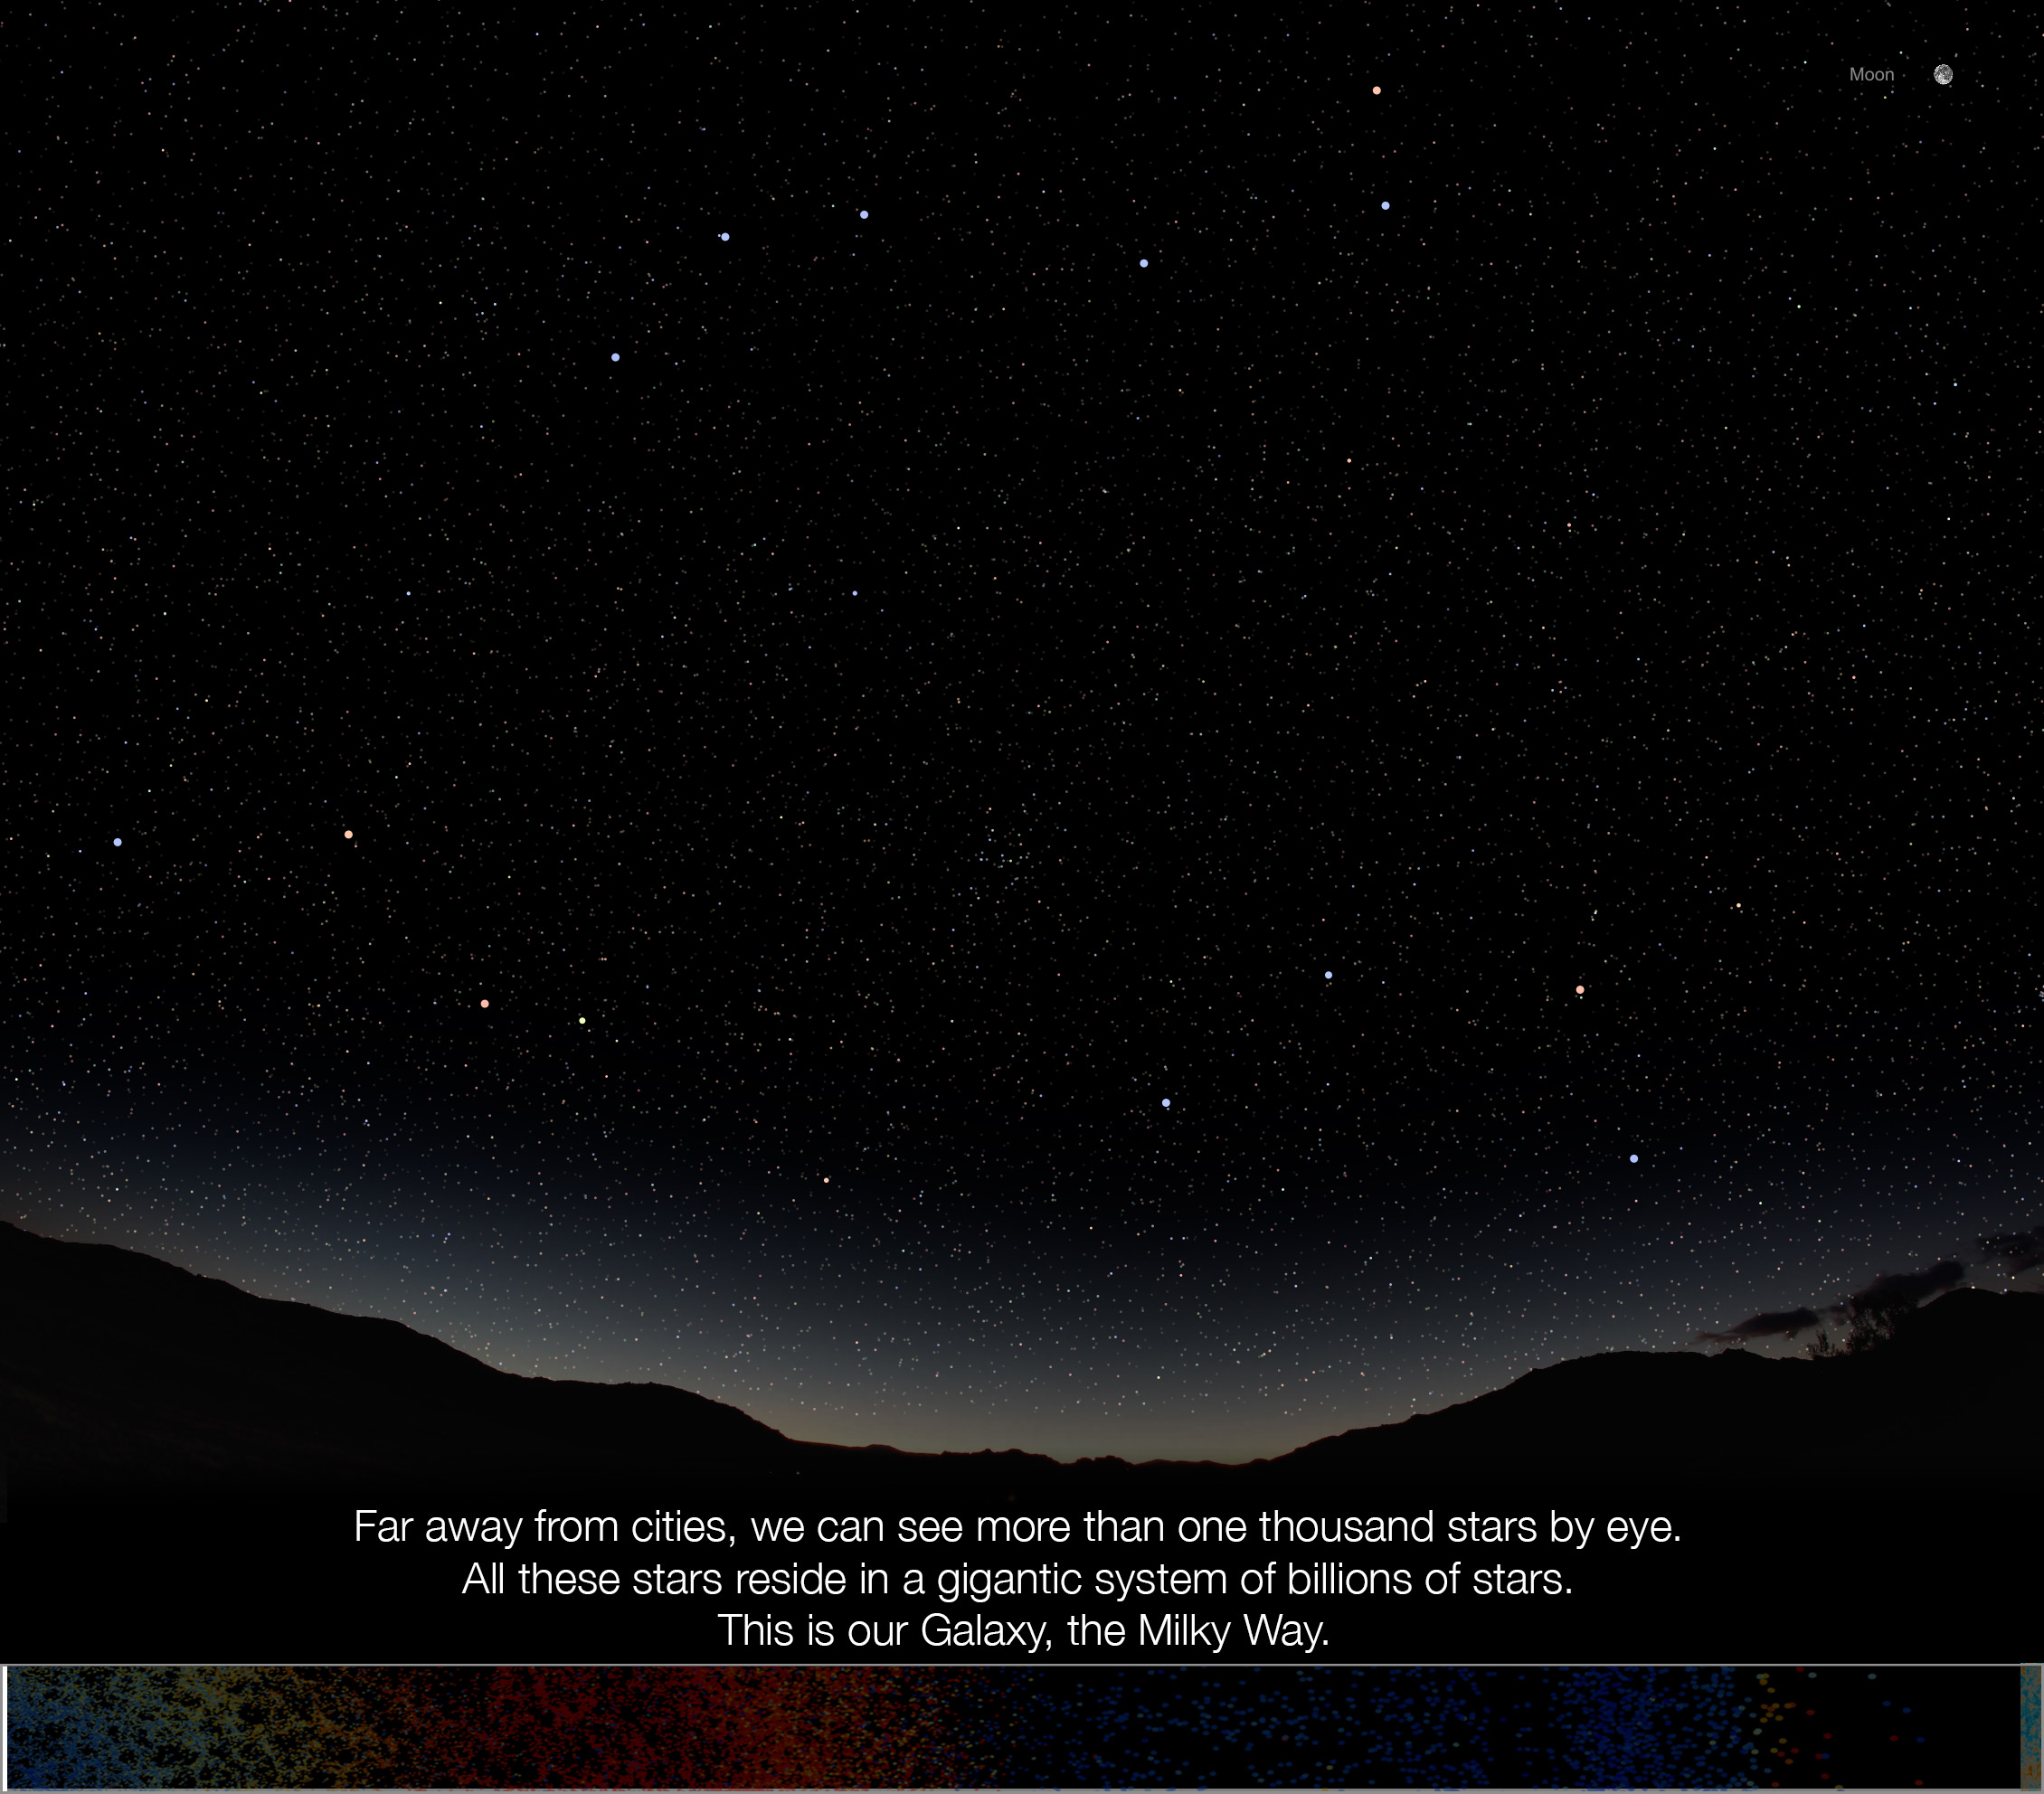 Moon
Far away from cities, we can see more than one thousand stars by eye.
All these stars reside in a gigantic system of billions of stars.
This is our Galaxy, the Milky Way.